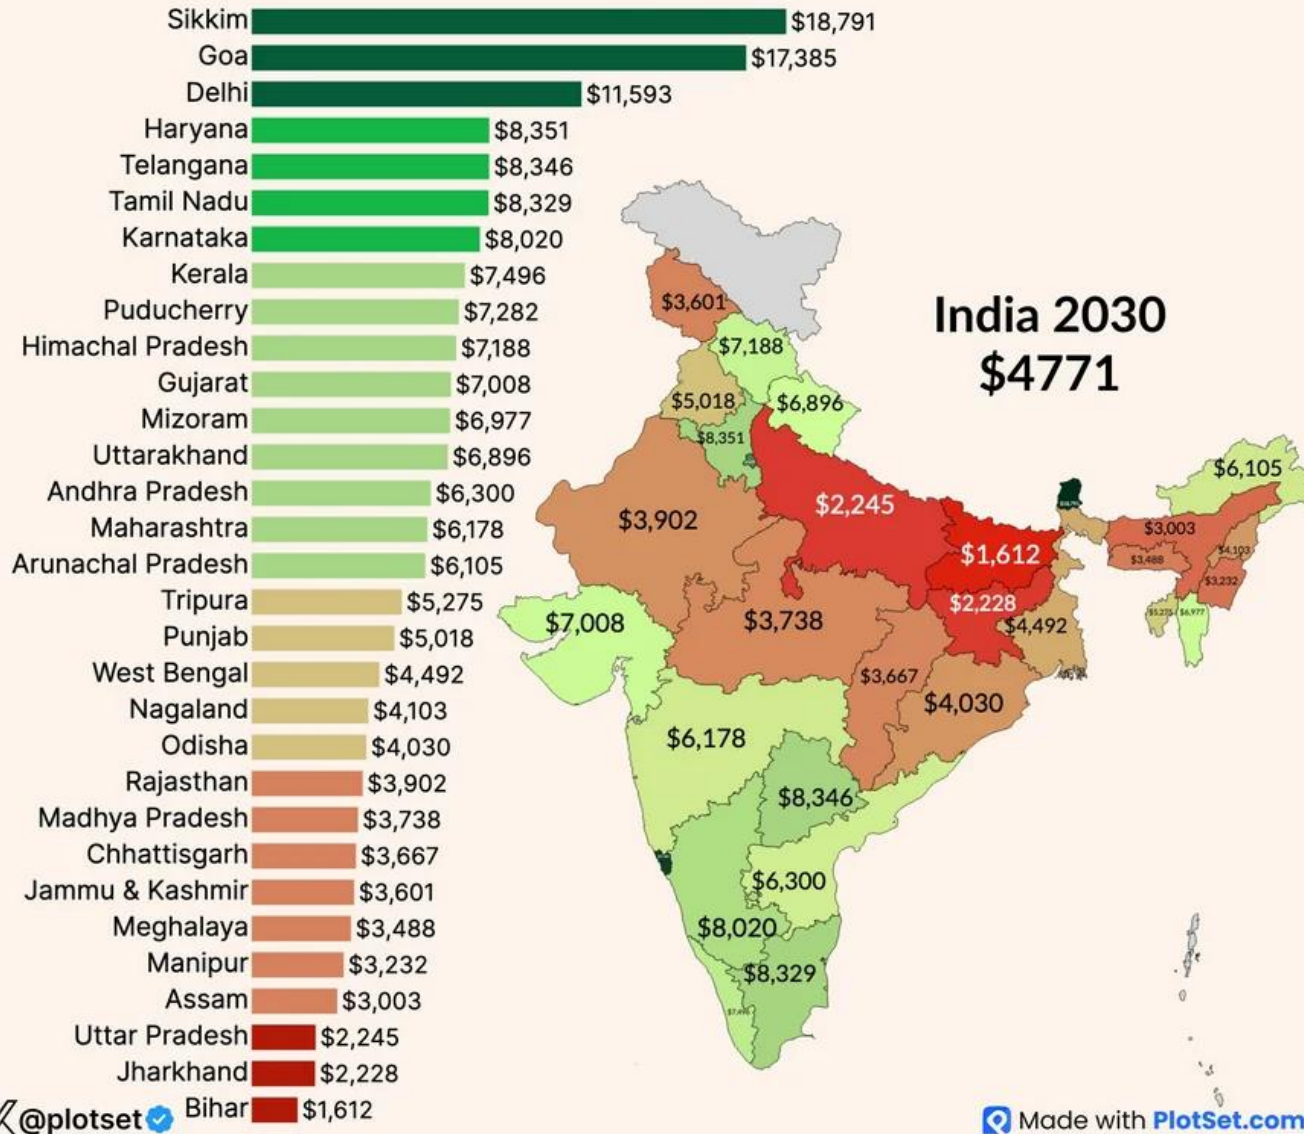 Sikkim $18,791
Goa $17,385
Delhi $11,593
Haryana $8,351
Telangana $8,346
Tamil Nadu $8,329
Karnataka $8,020
Kerala $7,496
Puducherry $7,282
Himachal Pradesh $7,188
Gujarat $7,008
Mizoram $6,977
Uttarakhand $6,896
Andhra Pradesh $6,300
Maharashtra $6,178
Arunachal Pradesh $6,105
Tripura $5,275
Punjab $5,018
West Bengal $4,492
Nagaland $4,103
Odisha $4,030
Rajasthan $3,902
Madhya Pradesh $3,738
Chhattisgarh $3,667
Jammu & Kashmir $3,601
Meghalaya $3,488
Manipur $3,232
Assam $3,003
Uttar Pradesh $2,245
Jharkhand $2,228
Bihar $1,612
India 2030
$4771
$3,601
$7,188
$5,018
$6,896
$8,351
$6,105
$2,245
$3,902
$3,003
$4,103
$1,612
$3,488
$3,232
$2,228
$5,275
$6,977
$7,008
$3,738
$4,492
$3,667
$4,030
$6,178
$8,346
$6,300
$8,020
$8,329
$7,496
X@plotset
Made with PlotSet.com